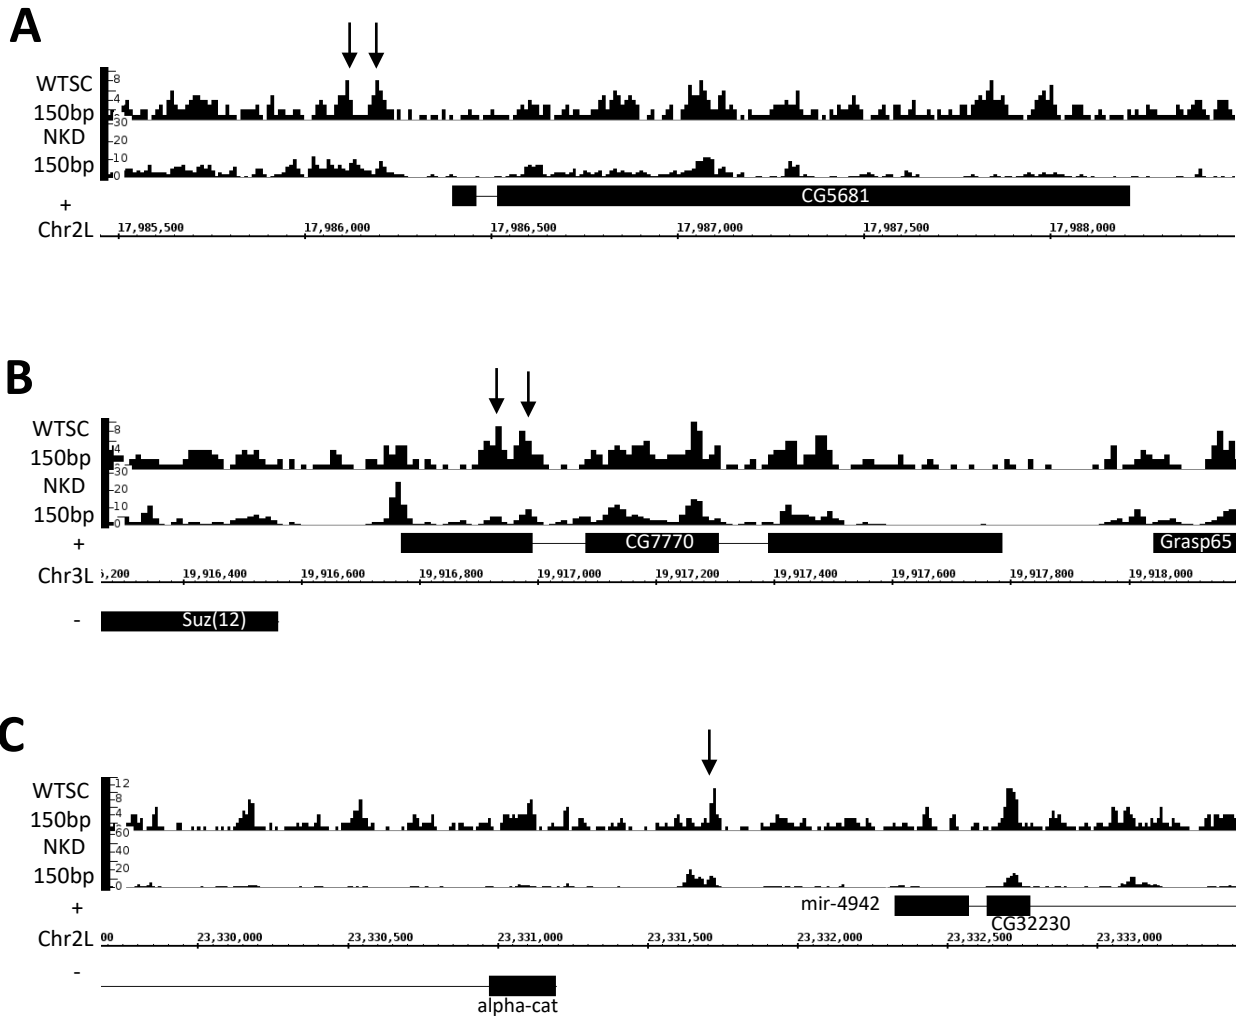 A
WTSC
150bp
8
4
NKD
150bp
30
20
10
0
+
CG5681
Chr2L
17,985,500 17,986,000 17,986,500 17,987,000 17,987,500 17,988,000
B
WTSC
150bp
8
4
NKD
150bp
30
20
10
0
+
CG7770 Grasp65
Chr3L
,200 19,916,400 19,916,600 19,916,800 19,917,000 19,917,200 19,917,400 19,917,600 19,917,800 19,918,000
-
Suz(12)
C
WTSC
150bp
12
8
4
NKD
150bp
60
40
20
0
+
mir-4942
CG32230
Chr2L
00 23,330,000 23,330,500 23,331,000 23,331,500 23,332,000 23,332,500 23,333,000
-
alpha-cat